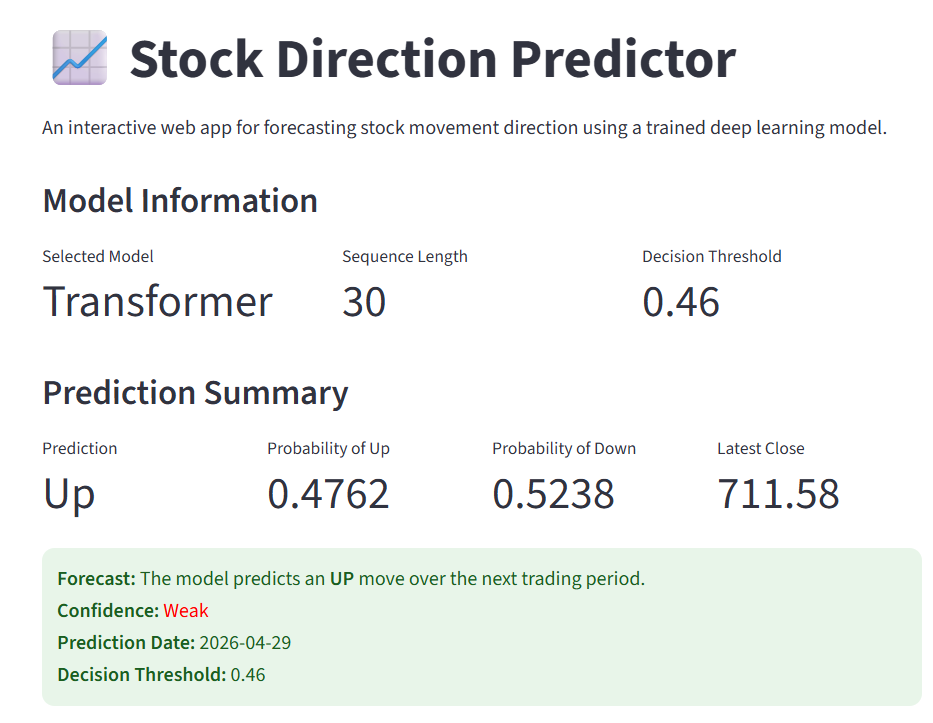 Stock Direction Predictor
An interactive web app for forecasting stock movement direction using a trained deep learning model.
Model Information
Selected Model Sequence Length Decision Threshold
Transformer 30 0.46
Prediction Summary
Prediction Probability of Up Probability of Down Latest Close
Up 0.4762 0.5238 711.58
Forecast: The model predicts an UP move over the next trading period.
Confidence: Weak
Prediction Date: 2026-04-29
Decision Threshold: 0.46